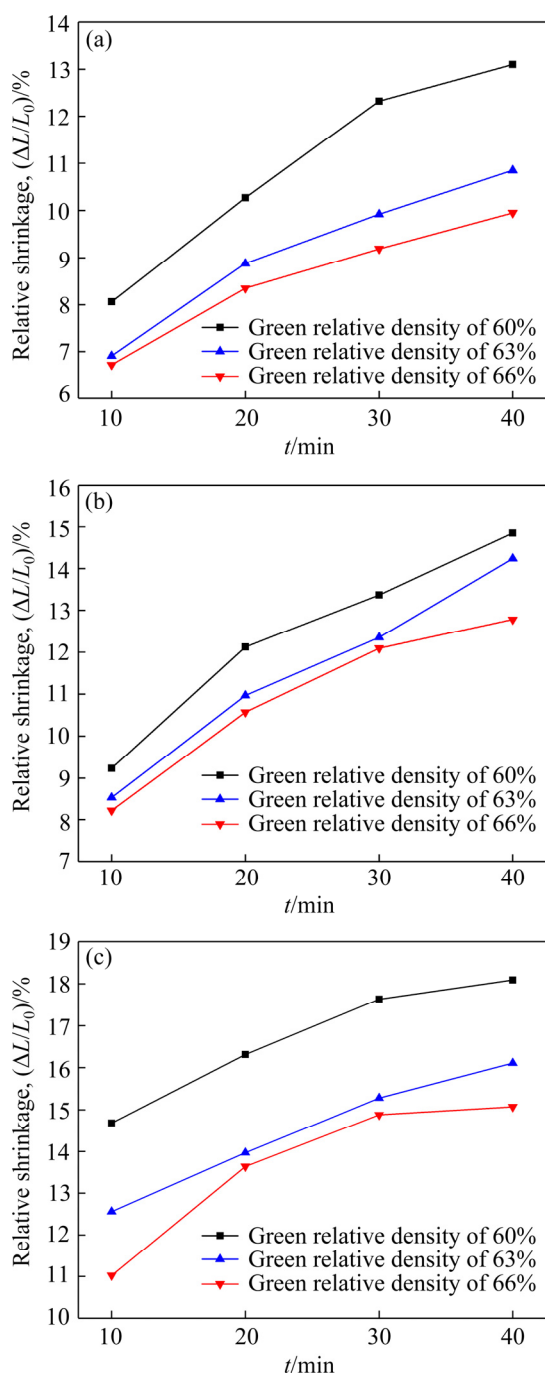 (a)
Relative shrinkage, (ΔL/L₀)/%
14
13
12
11
10
9
8
7
6
Green relative density of 60%
Green relative density of 63%
Green relative density of 66%
10 20 30 40
t/min
(b)
Relative shrinkage, (ΔL/L₀)/%
16
15
14
13
12
11
10
9
8
7
Green relative density of 60%
Green relative density of 63%
Green relative density of 66%
10 20 30 40
t/min
(c)
Relative shrinkage, (ΔL/L₀)/%
19
18
17
16
15
14
13
12
11
10
Green relative density of 60%
Green relative density of 63%
Green relative density of 66%
10 20 30 40
t/min